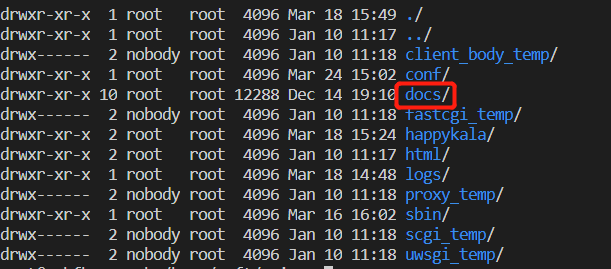 drwxr-xr-x  1 root   root  4096 Mar 18 15:49 ./
drwxr-xr-x  1 root   root  4096 Jan 10 11:17 ../
drwx------  2 nobody root  4096 Jan 10 11:18 client_body_temp/
drwxr-xr-x  1 root   root  4096 Mar 24 15:02 conf/
drwxr-xr-x 10 root   root 12288 Dec 14 19:10 docs/
drwx------  2 nobody root  4096 Jan 10 11:18 fastcgi_temp/
drwxr-xr-x  1 root   root  4096 Mar 18 15:24 happykala/
drwxr-xr-x  2 root   root  4096 Jan 10 11:17 html/
drwxr-xr-x  1 root   root  4096 Mar 18 14:48 logs/
drwx------  2 nobody root  4096 Jan 10 11:18 proxy_temp/
drwxr-xr-x  1 root   root  4096 Mar 16 16:02 sbin/
drwx------  2 nobody root  4096 Jan 10 11:18 scgi_temp/
drwx------  2 nobody root  4096 Jan 10 11:18 uwsgi_temp/